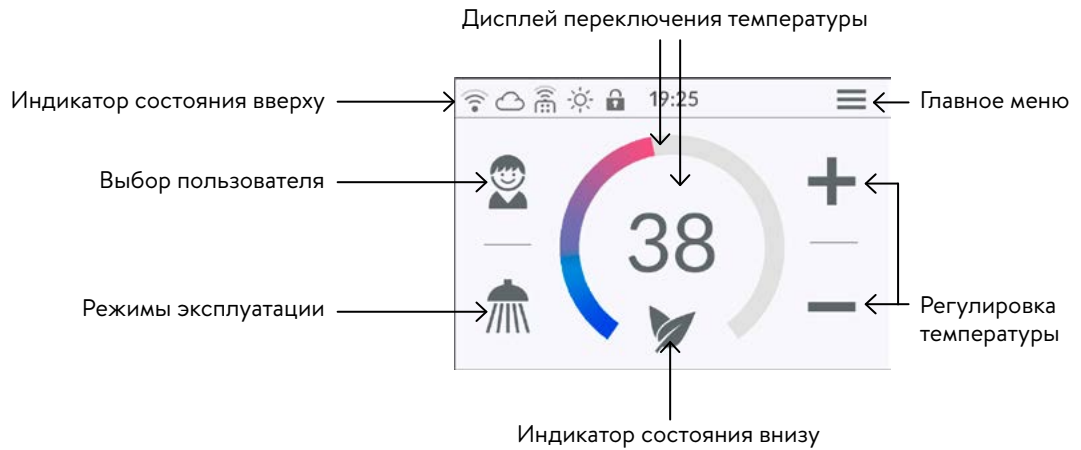 Дисплей переключения температуры
Индикатор состояния вверху
19:25
Главное меню
Выбор пользователя
38
Режимы эксплуатации
Регулировка
температуры
Индикатор состояния внизу